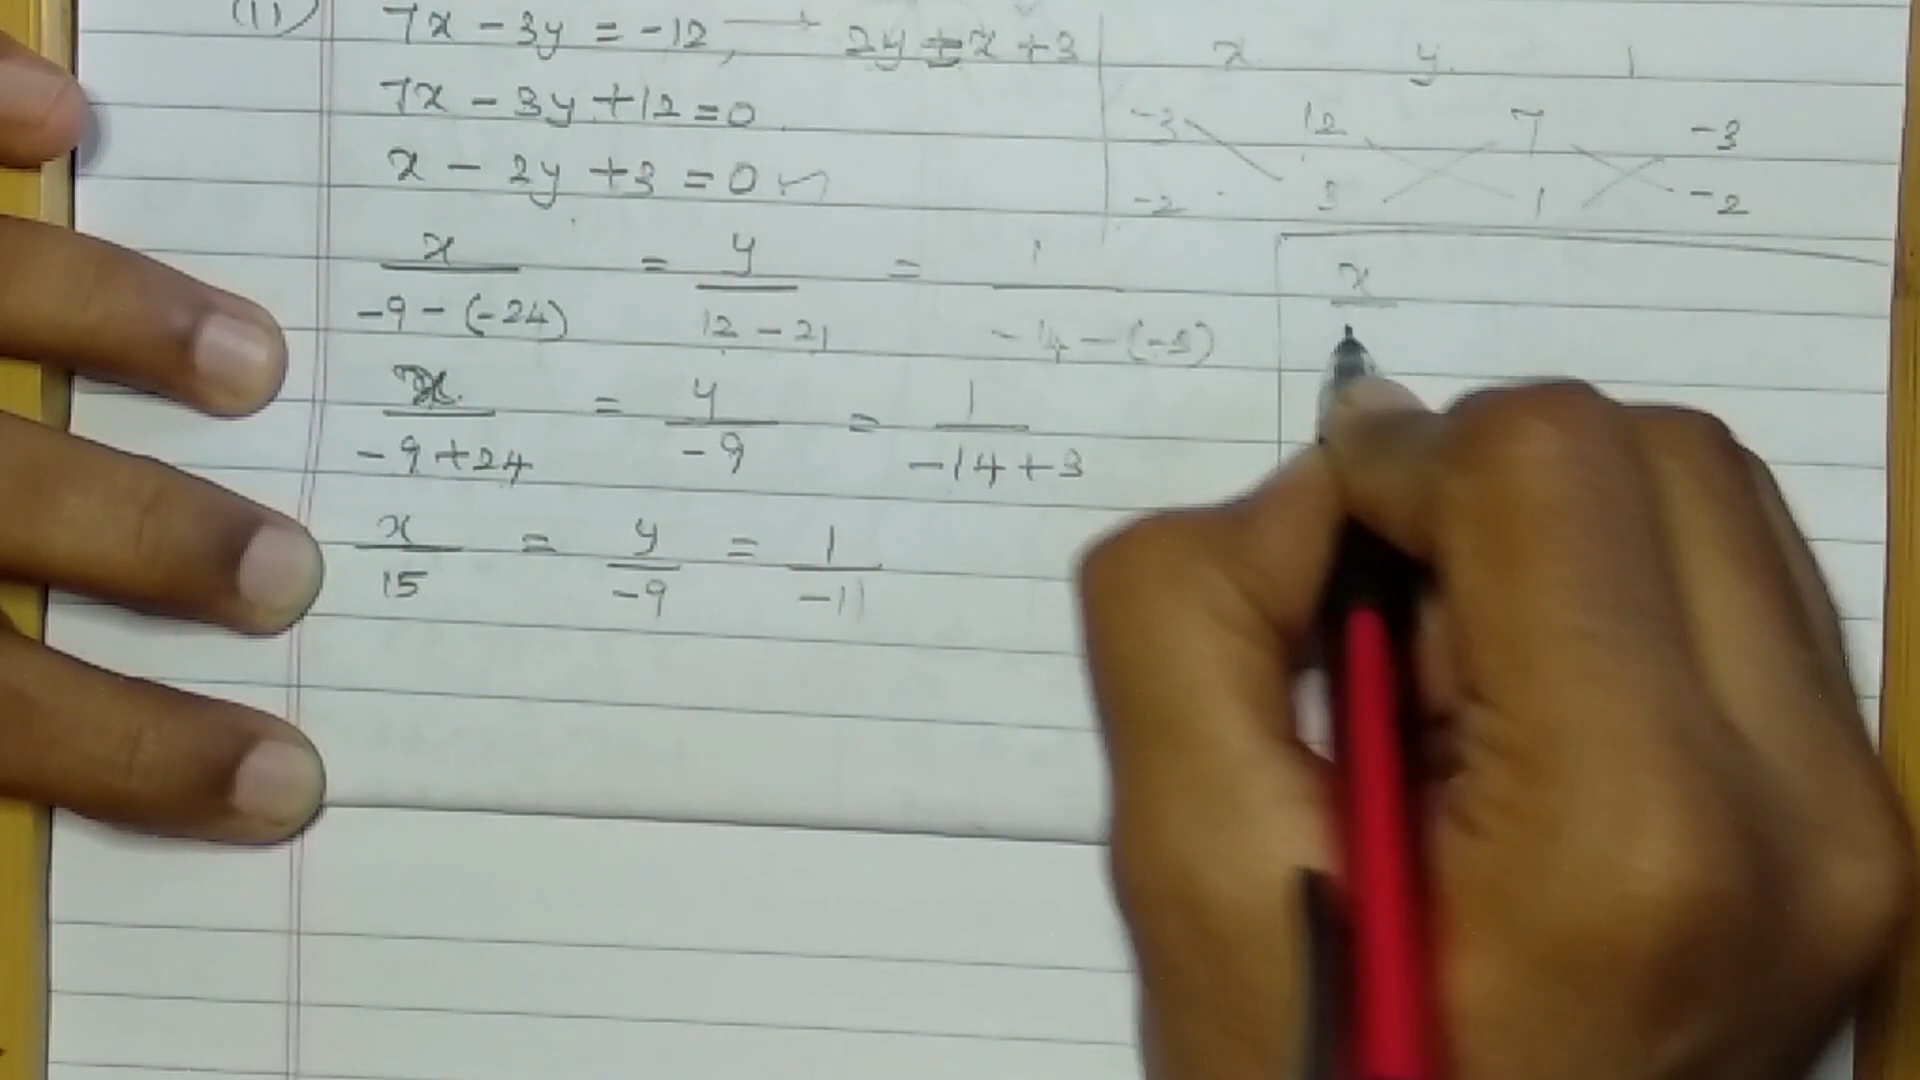 (11) 7x - 3y = -12, → 2y = x + 3
7x - 3y + 12 = 0
x - 2y + 3 = 0
x/(-9-(-24)) = y/(12-21) = 1/(-14-(-3))
x/(-9+24) = y/-9 = 1/(-14+3)
x/15 = y/-9 = 1/-11
x y 1
-3 12 7 -3
-2 3 1 -2
x